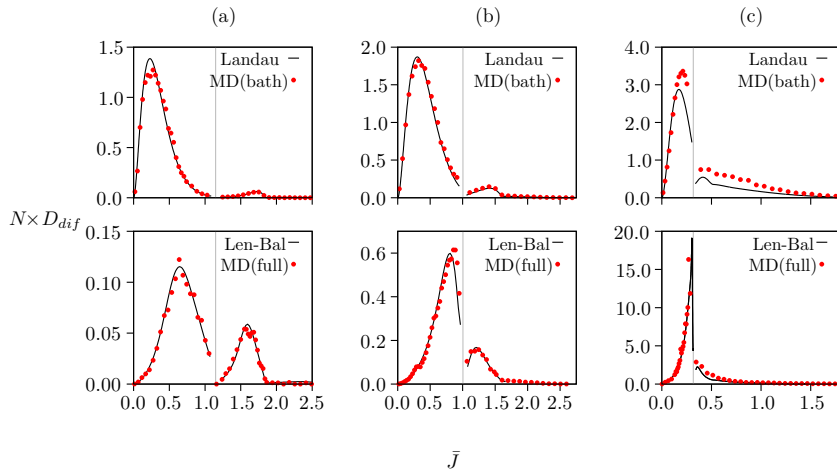 (a) (b) (c)
1.5 Landau
MD(bath)
1.0
0.5
0.0
2.0 Landau
MD(bath)
1.5
1.0
0.5
0.0
4.0 Landau
MD(bath)
3.0
2.0
1.0
0.0
N×D_{dif}
0.15 Len-Bal
MD(full)
0.10
0.05
0.00
0.0 0.5 1.0 1.5 2.0 2.5
0.6 Len-Bal
MD(full)
0.4
0.2
0.0
0.0 0.5 1.0 1.5 2.0 2.5
20.0 Len-Bal
MD(full)
15.0
10.0
5.0
0.0
0.0 0.5 1.0 1.5
J̄